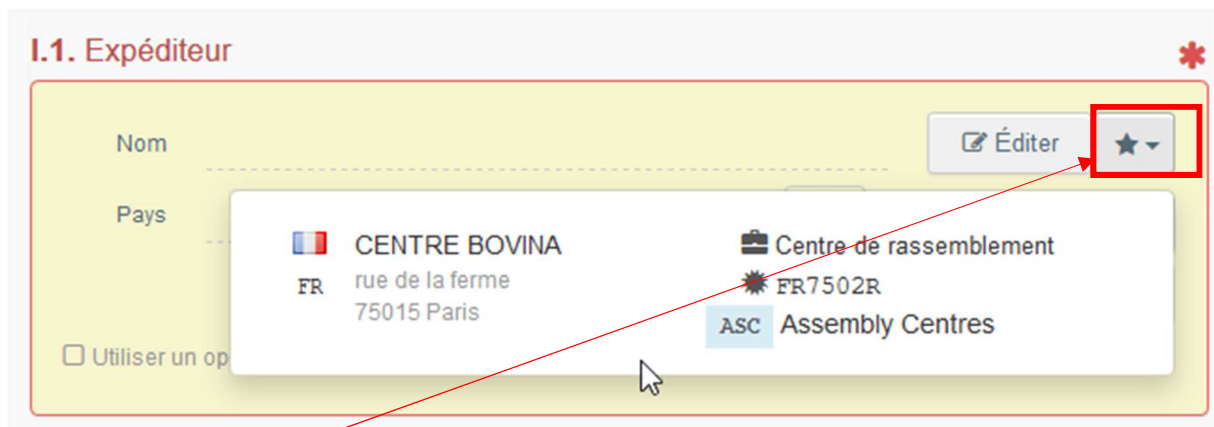 I.1. Expéditeur
Nom
Éditer
Pays
CENTRE BOVINA
Centre de rassemblement
FR
rue de la ferme
FR7502R
75015 Paris
ASC Assembly Centres
Utiliser un op